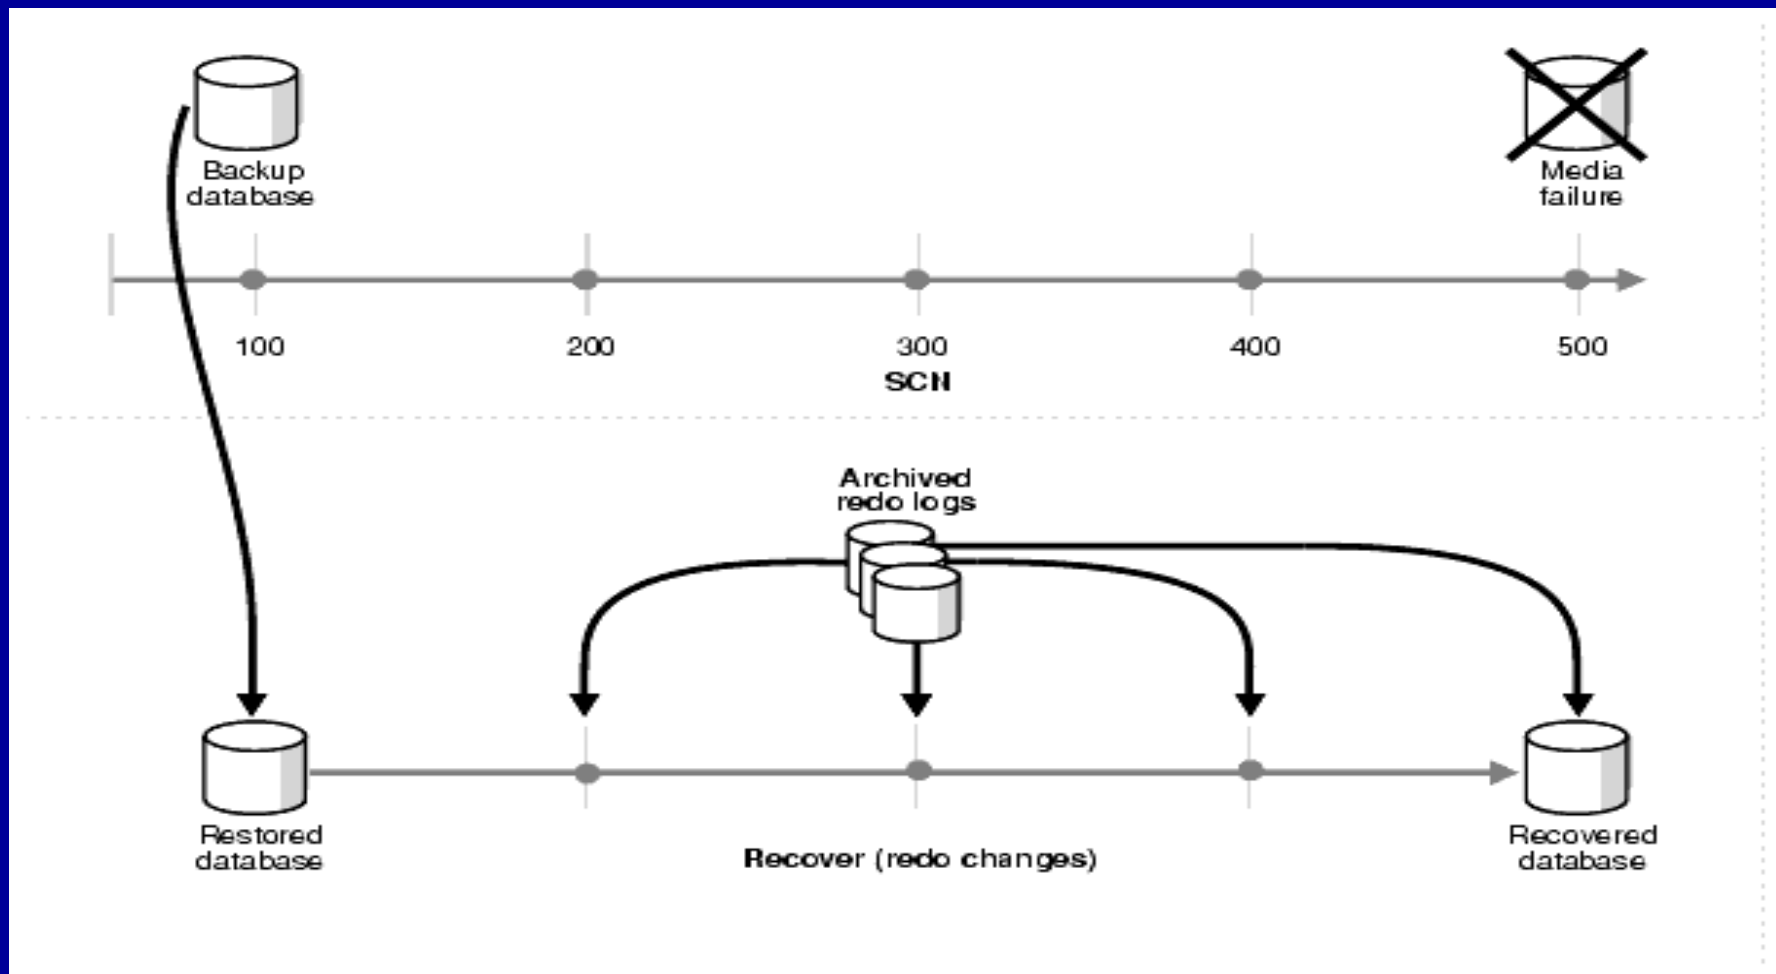 Backup
database
Media
failure
100
200
300
400
500
SCN
Archived
redo logs
Restored
database
Recover (redo changes)
Recovered
database